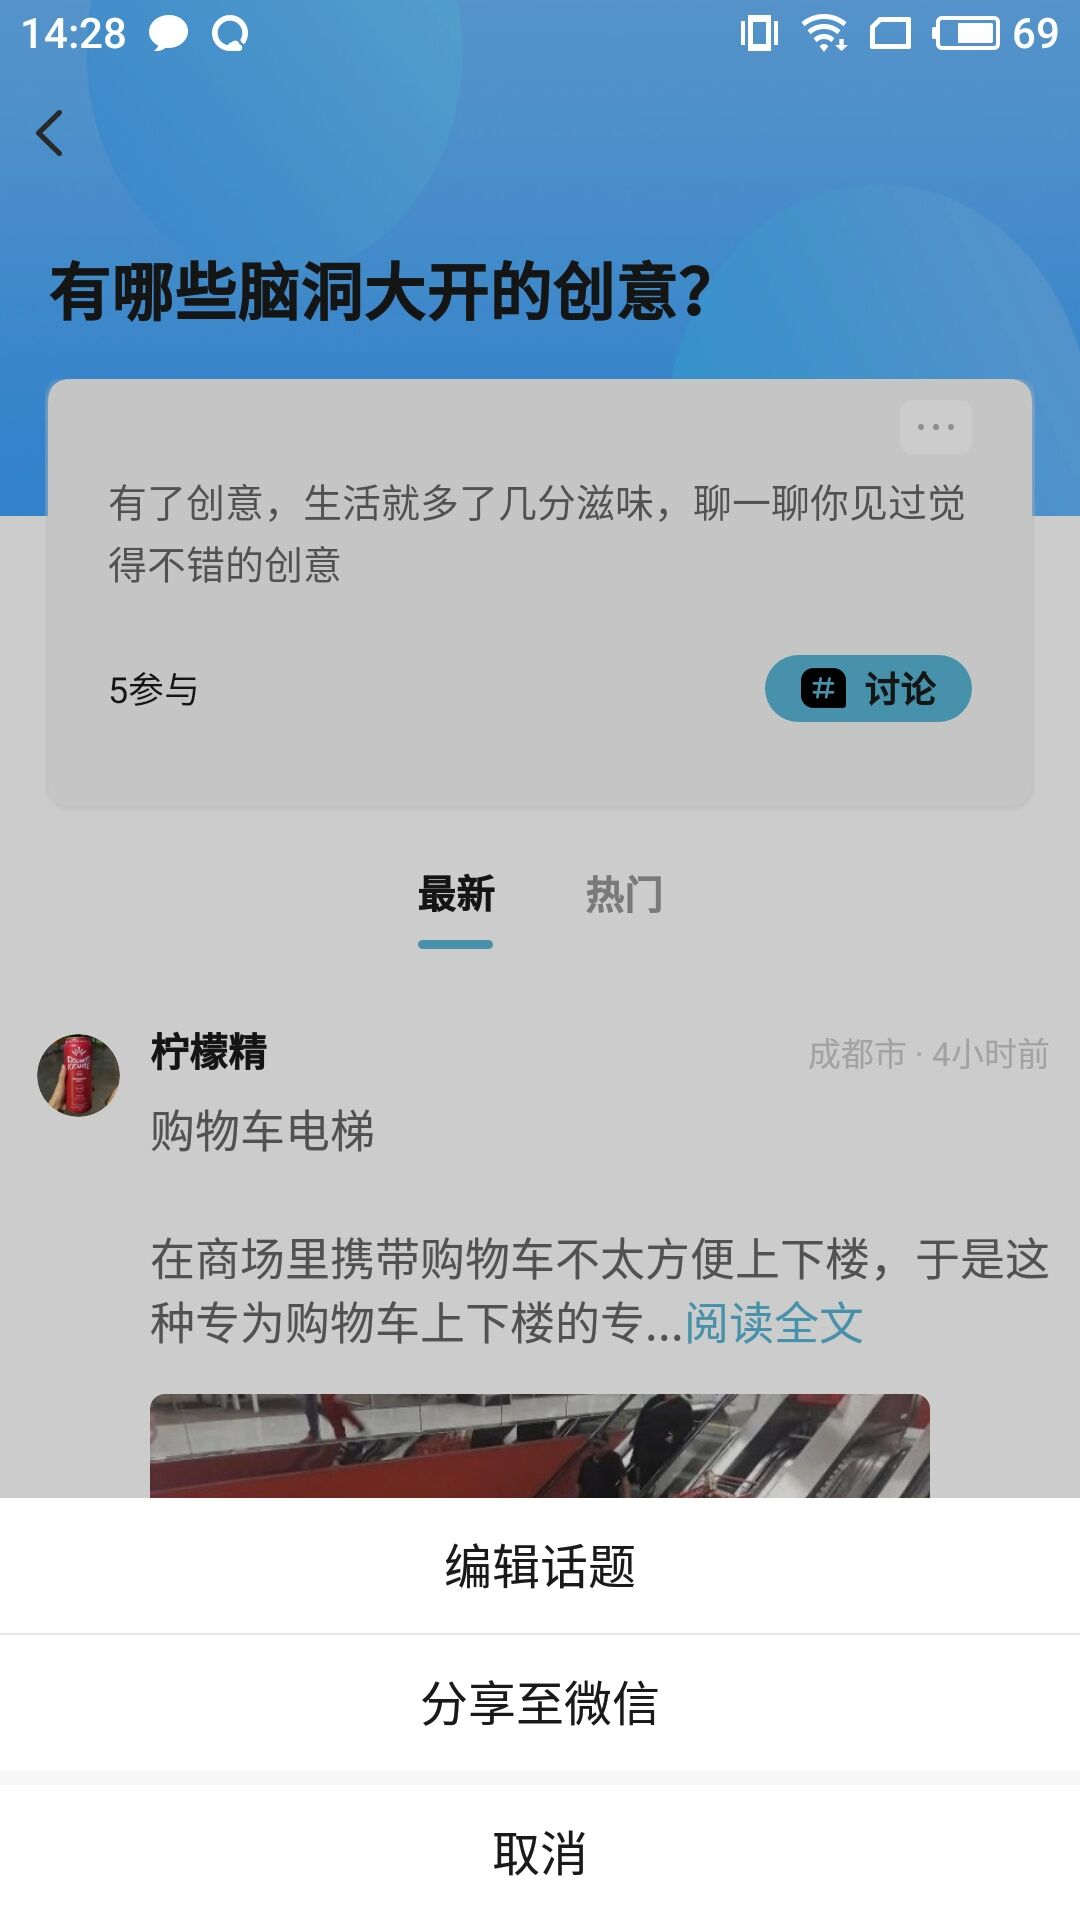 14:28
69
有哪些脑洞大开的创意?
有了创意，生活就多了几分滋味，聊一聊你见过觉
得不错的创意
5参与
# 讨论
最新 热门
柠檬精 成都市 · 4小时前
购物车电梯
在商场里携带购物车不太方便上下楼，于是这
种专为购物车上下楼的专...阅读全文
编辑话题
分享至微信
取消